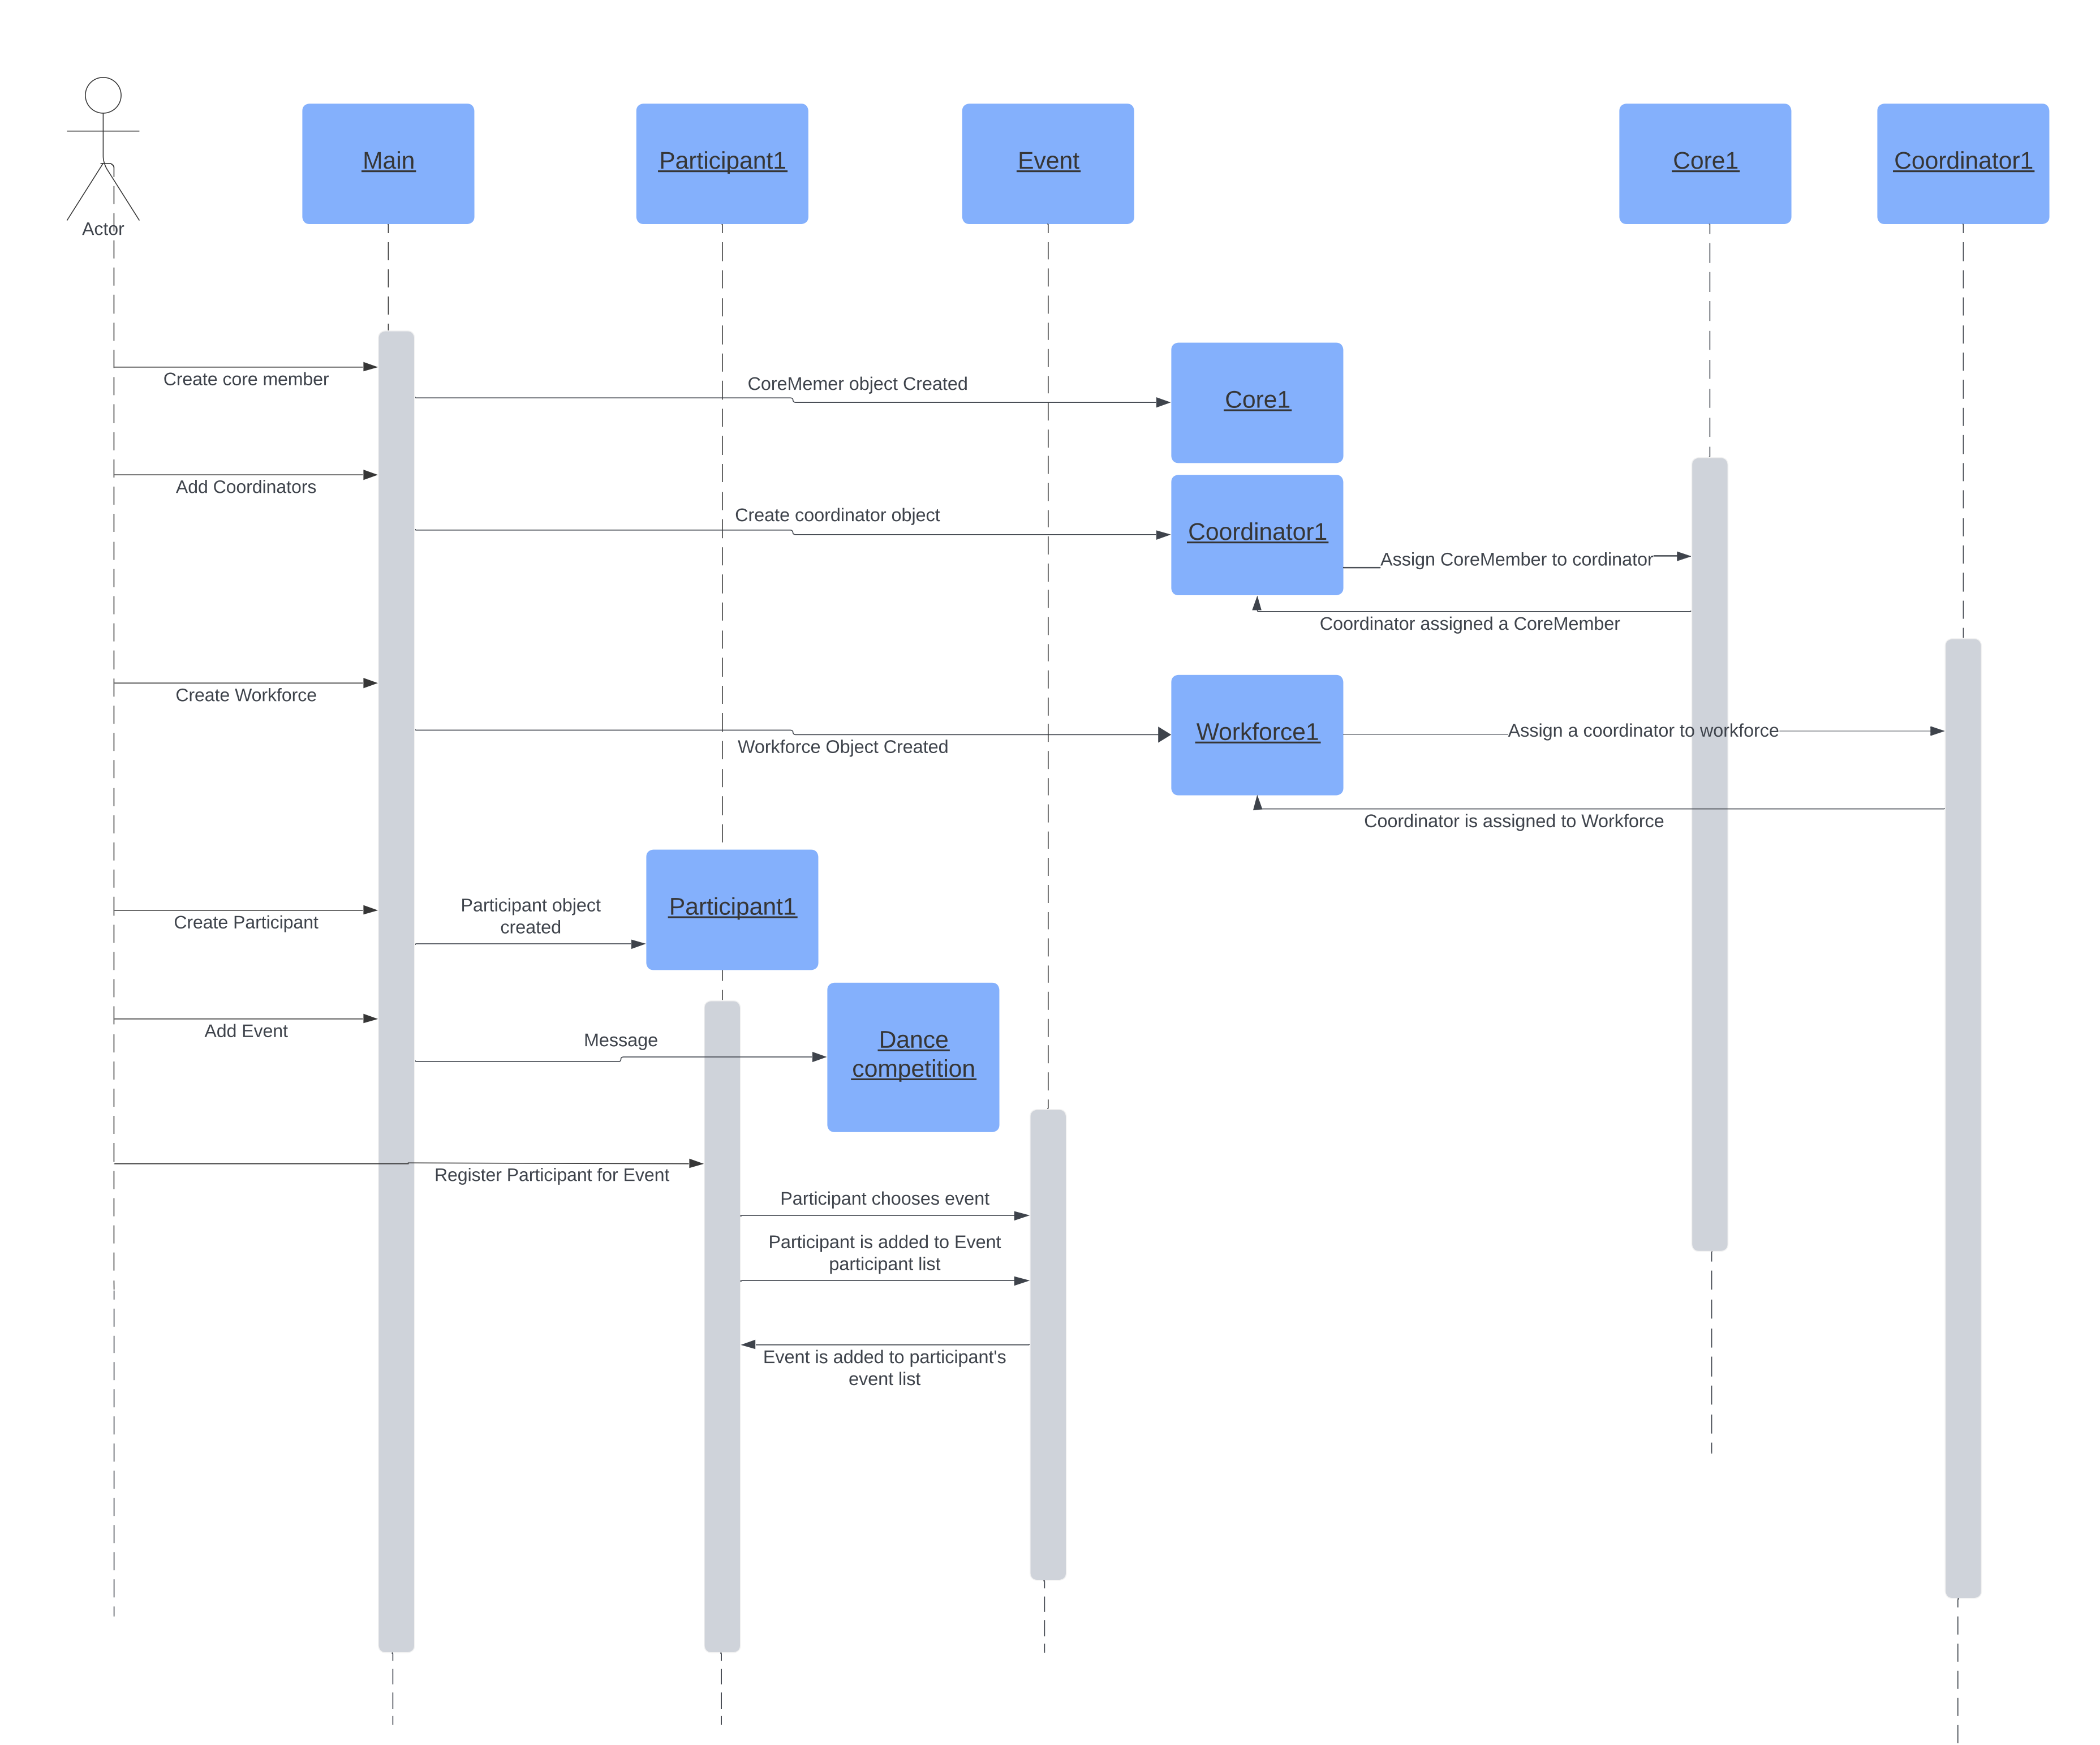 Main
Participant1
Event
Core1
Coordinator1
Actor
Create core member
CoreMemer object Created
Core1
Add Coordinators
Create coordinator object
Coordinator1
Assign CoreMember to cordinator
Coordinator assigned a CoreMember
Create Workforce
Workforce Object Created
Workforce1
Assign a coordinator to workforce
Coordinator is assigned to Workforce
Create Participant
Participant object
created
Participant1
Add Event
Message
Dance
competition
Register Participant for Event
Participant chooses event
Participant is added to Event
participant list
Event is added to participant's
event list